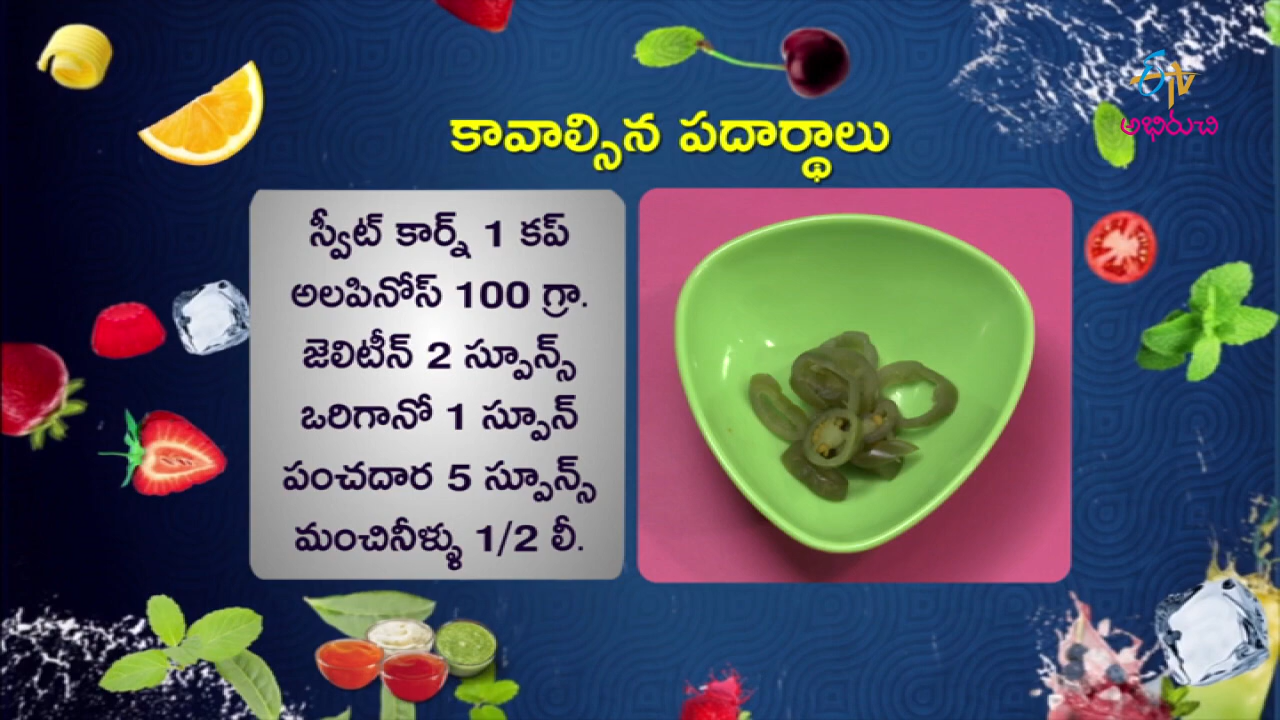 ETV
అభిరుచి
కావాల్సిన పదార్థాలు
స్వీట్ కార్న్ 1 కప్
అలపినోస్ 100 గ్రా.
జెలిటీన్ 2 స్పూన్స్
ఒరిగానో 1 స్పూన్
పంచదార 5 స్పూన్స్
మంచినీళ్ళు 1/2 లీ.